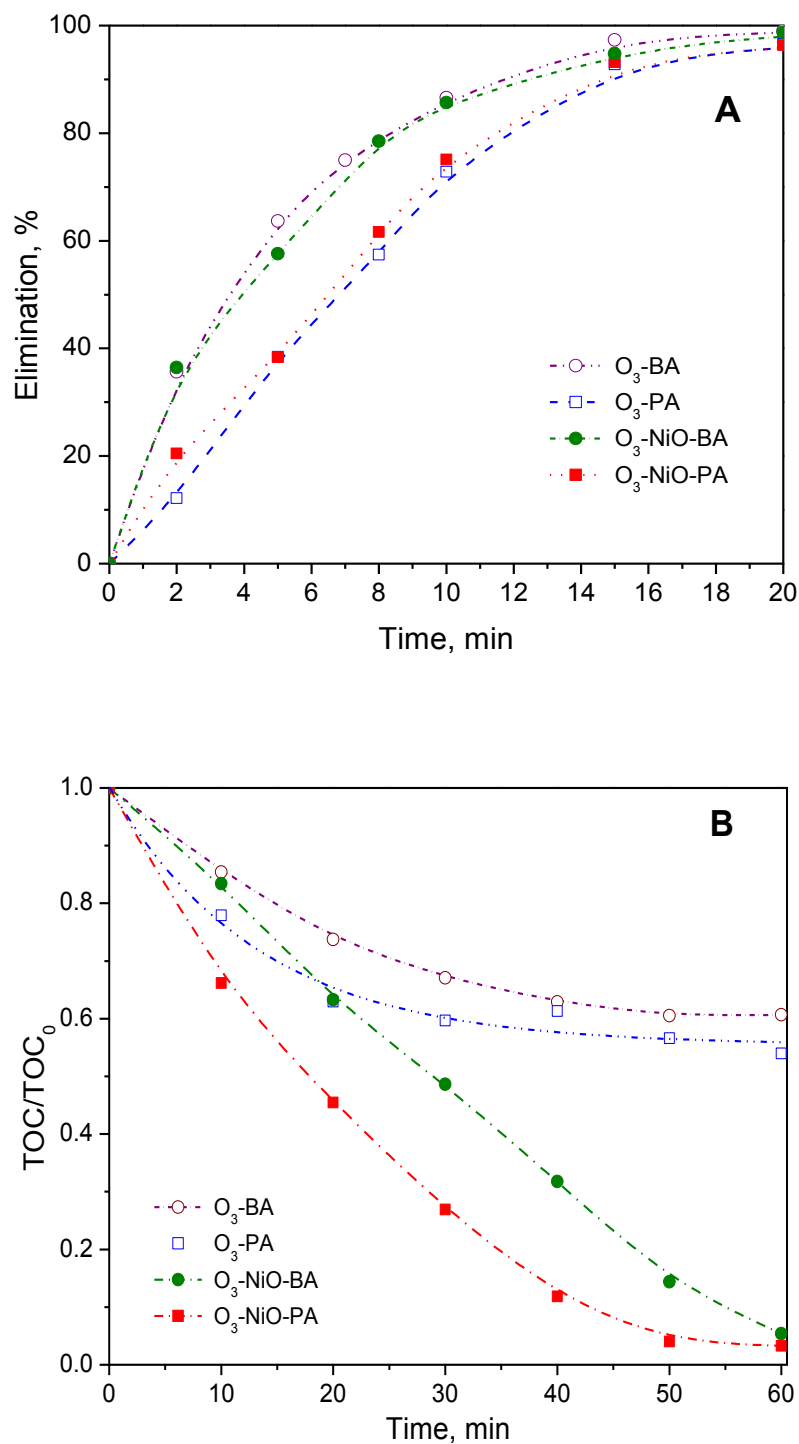 100
80
60
40
20
0
Elimination, %
A
O₃-BA
O₃-PA
O₃-NiO-BA
O₃-NiO-PA
0 2 4 6 8 10 12 14 16 18 20
Time, min
1.0
0.8
0.6
0.4
0.2
0.0
TOC/TOC₀
B
O₃-BA
O₃-PA
O₃-NiO-BA
O₃-NiO-PA
0 10 20 30 40 50 60
Time, min